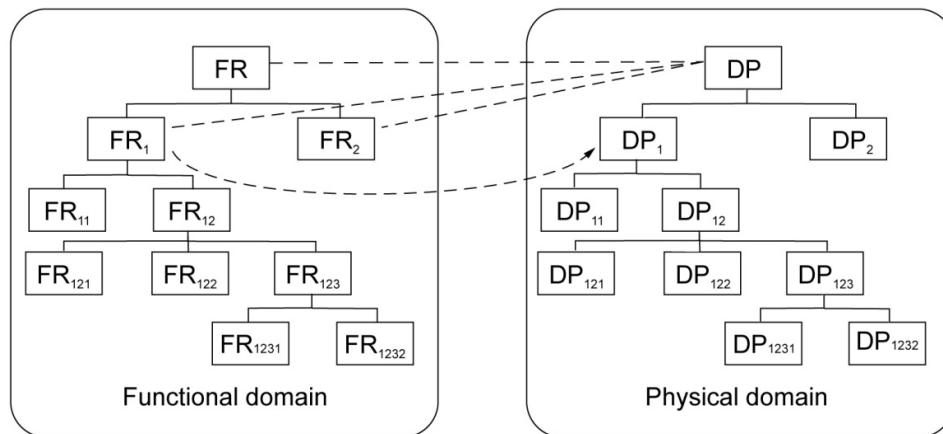 FR DP
FR₁ FR₂ DP₁ DP₂
FR₁₁ FR₁₂ DP₁₁ DP₁₂
FR₁₂₁ FR₁₂₂ FR₁₂₃ DP₁₂₁ DP₁₂₂ DP₁₂₃
FR₁₂₃₁ FR₁₂₃₂ DP₁₂₃₁ DP₁₂₃₂
Functional domain Physical domain